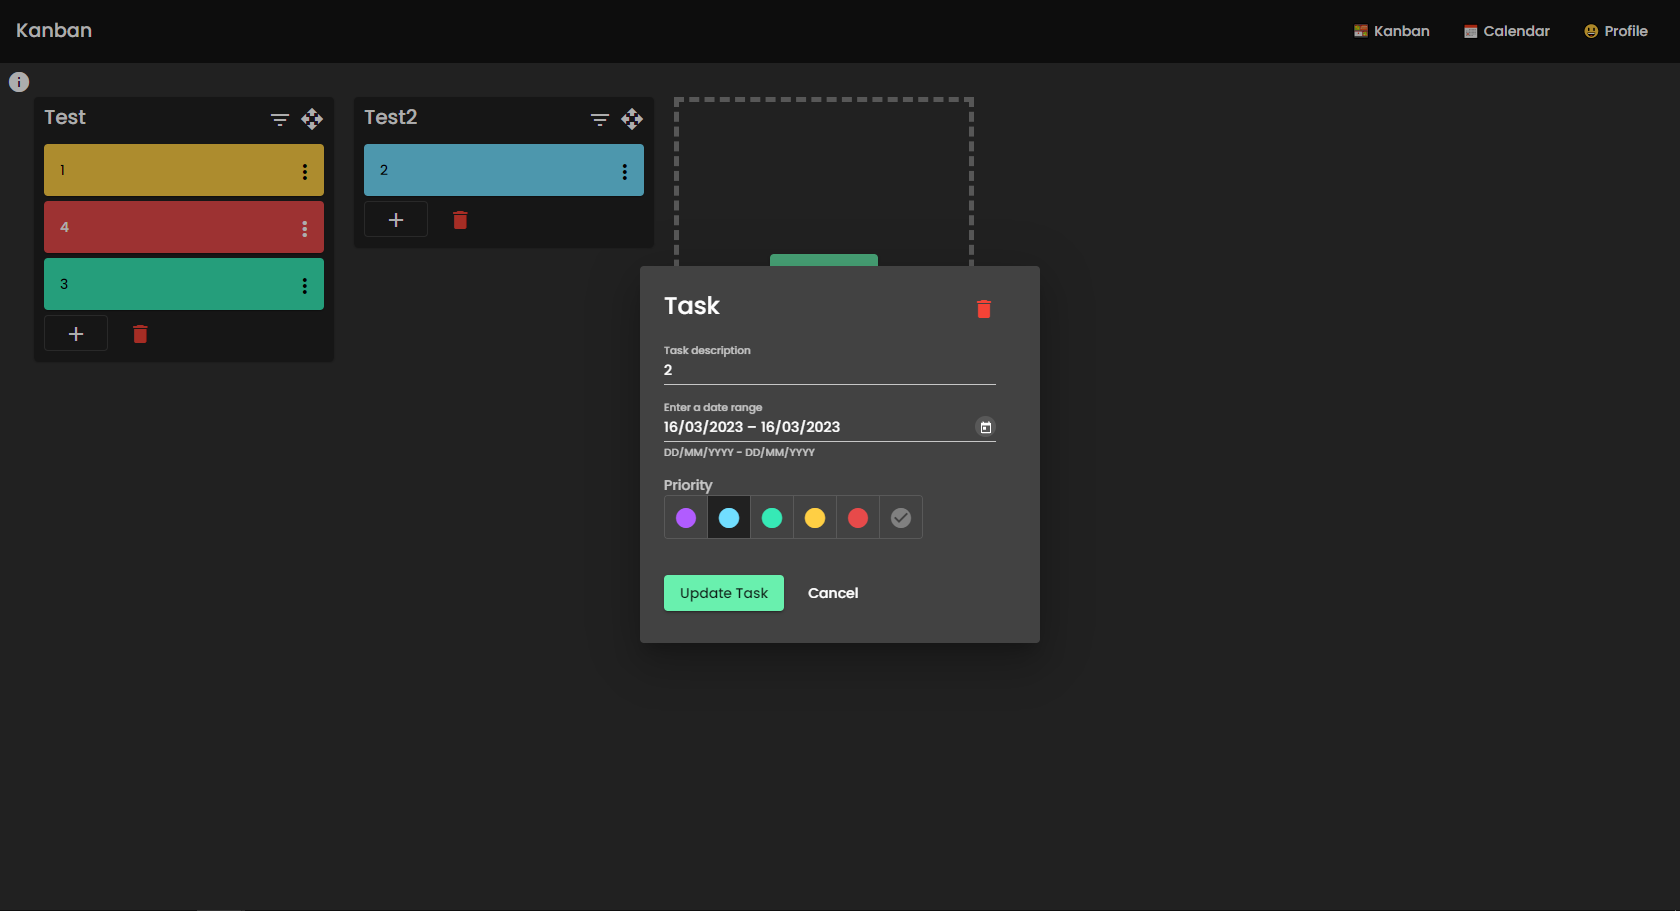 Kanban
Kanban
Calendar
Profile
Test
1
4
3
Test2
2
Task
Task description
2
Enter a date range
16/03/2023 – 16/03/2023
DD/MM/YYYY - DD/MM/YYYY
Priority
Update Task
Cancel